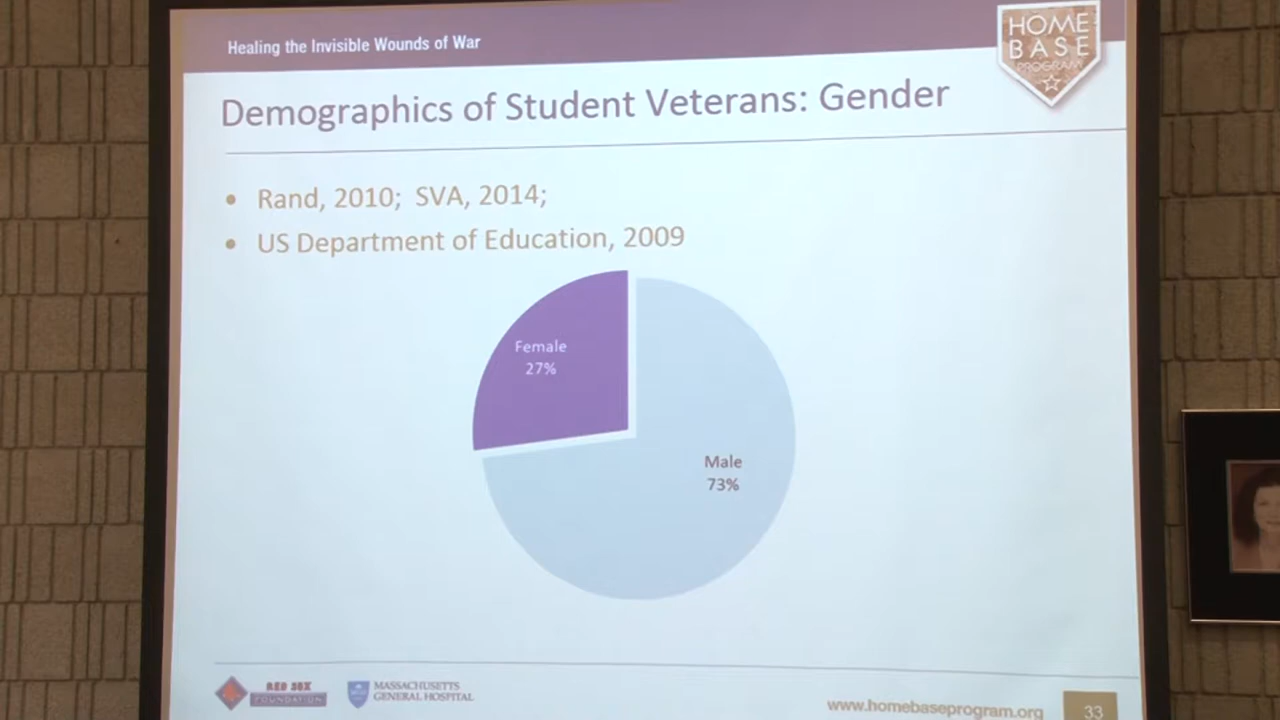 Healing the Invisible Wounds of War
HOME
BASE
PROGRAM
Demographics of Student Veterans: Gender
• Rand, 2010; SVA, 2014;
• US Department of Education, 2009
Female
27%
Male
73%
RED SOX
FOUNDATION
MASSACHUSETTS
GENERAL HOSPITAL
www.homebaseprogram.org
33